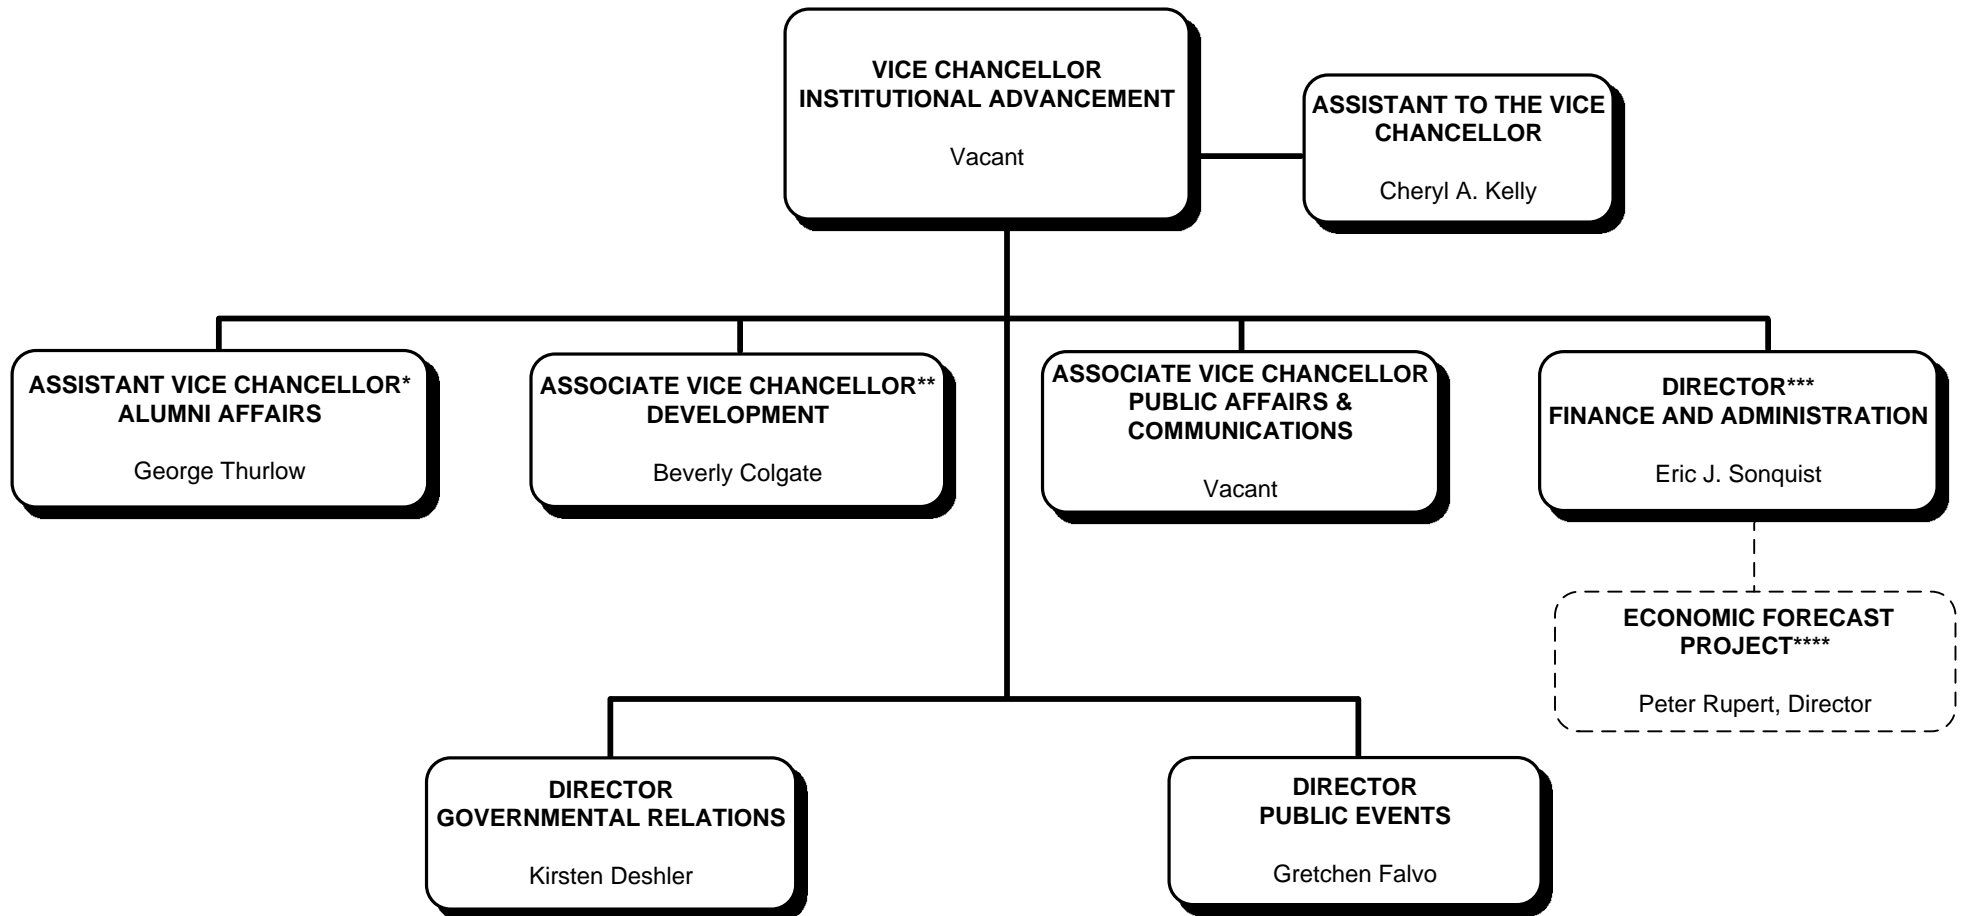 VICE CHANCELLOR
INSTITUTIONAL ADVANCEMENT
Vacant
ASSISTANT TO THE VICE
CHANCELLOR
Cheryl A. Kelly
ASSISTANT VICE CHANCELLOR*
ALUMNI AFFAIRS
George Thurlow
ASSOCIATE VICE CHANCELLOR**
DEVELOPMENT
Beverly Colgate
ASSOCIATE VICE CHANCELLOR
PUBLIC AFFAIRS &
COMMUNICATIONS
Vacant
DIRECTOR***
FINANCE AND ADMINISTRATION
Eric J. Sonquist
ECONOMIC FORECAST
PROJECT****
Peter Rupert, Director
DIRECTOR
GOVERNMENTAL RELATIONS
Kirsten Deshler
DIRECTOR
PUBLIC EVENTS
Gretchen Falvo